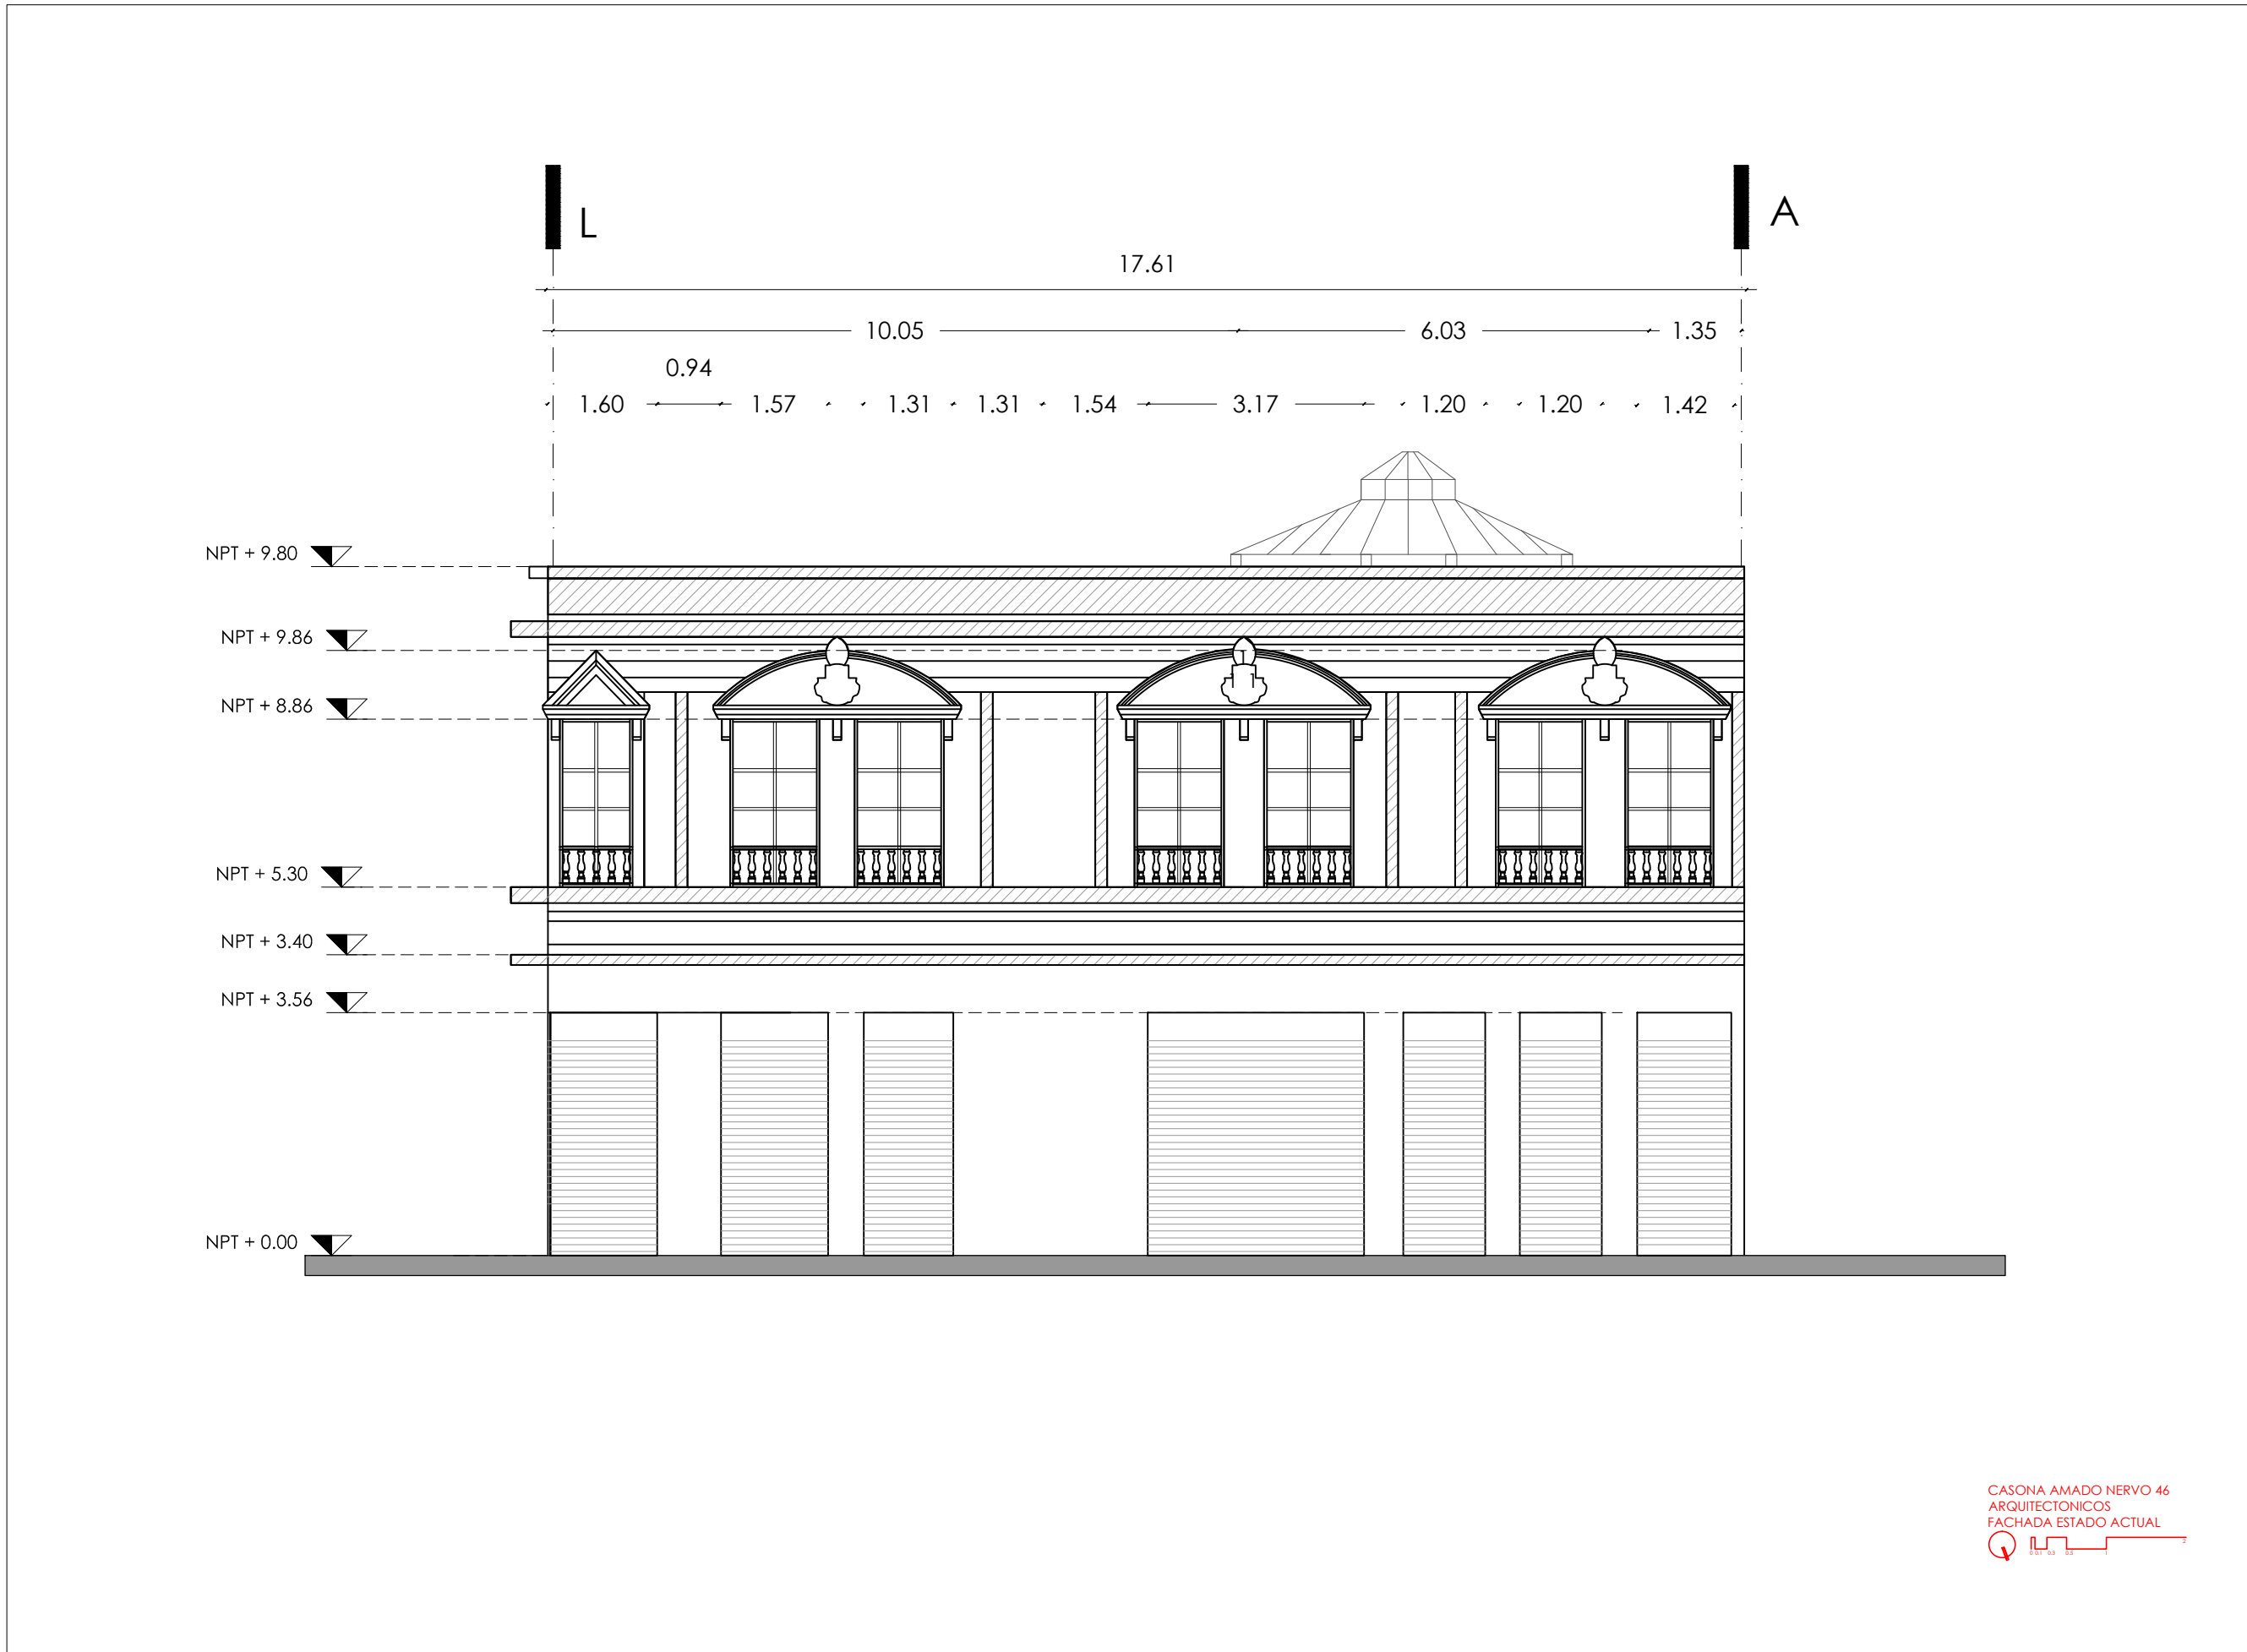 L
A
17.61
10.05 6.03 1.35
0.94
1.60 1.57 1.31 1.31 1.54 3.17 1.20 1.20 1.42
NPT + 9.80
NPT + 9.86
NPT + 8.86
NPT + 5.30
NPT + 3.40
NPT + 3.56
NPT + 0.00
CASONA AMADO NERVO 46
ARQUITECTONICOS
FACHADA ESTADO ACTUAL